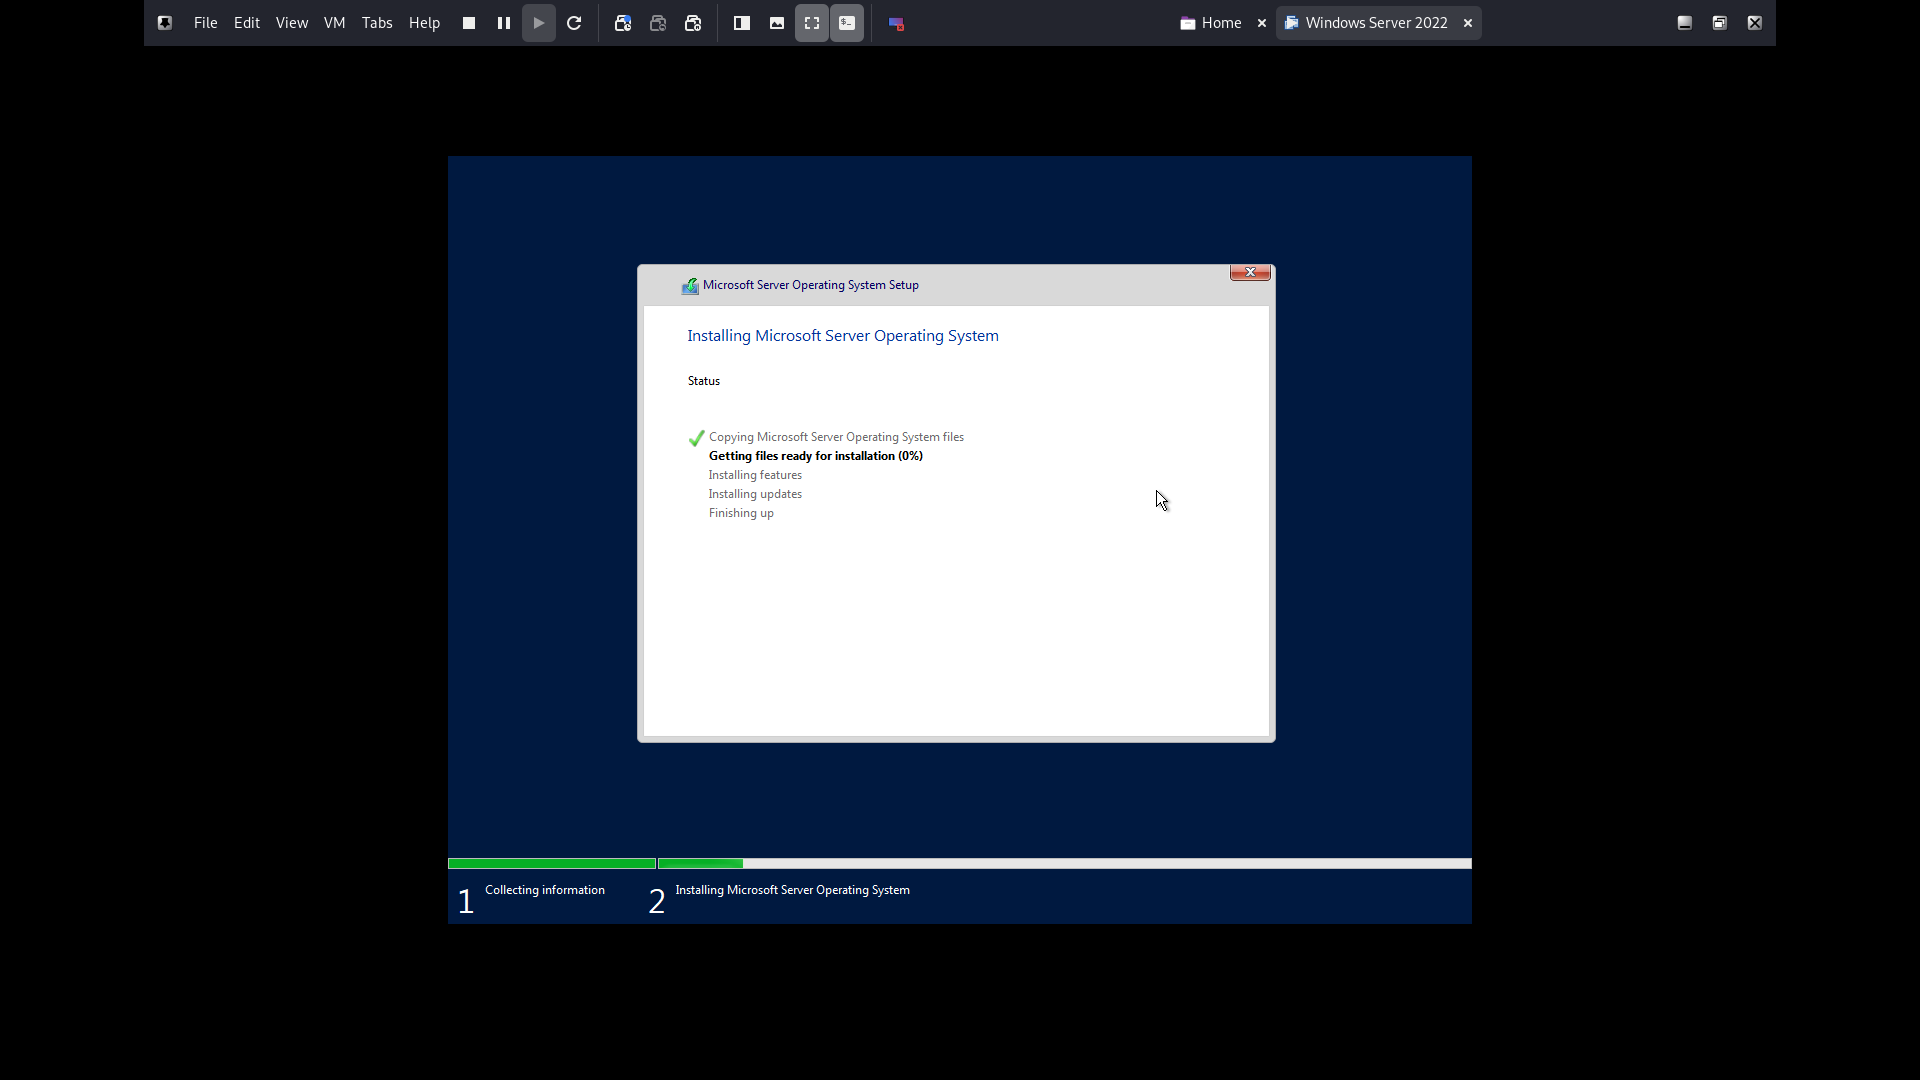 File Edit View VM Tabs Help Home Windows Server 2022
Microsoft Server Operating System Setup
Installing Microsoft Server Operating System
Status
Copying Microsoft Server Operating System files
Getting files ready for installation (0%)
Installing features
Installing updates
Finishing up
1 Collecting information 2 Installing Microsoft Server Operating System